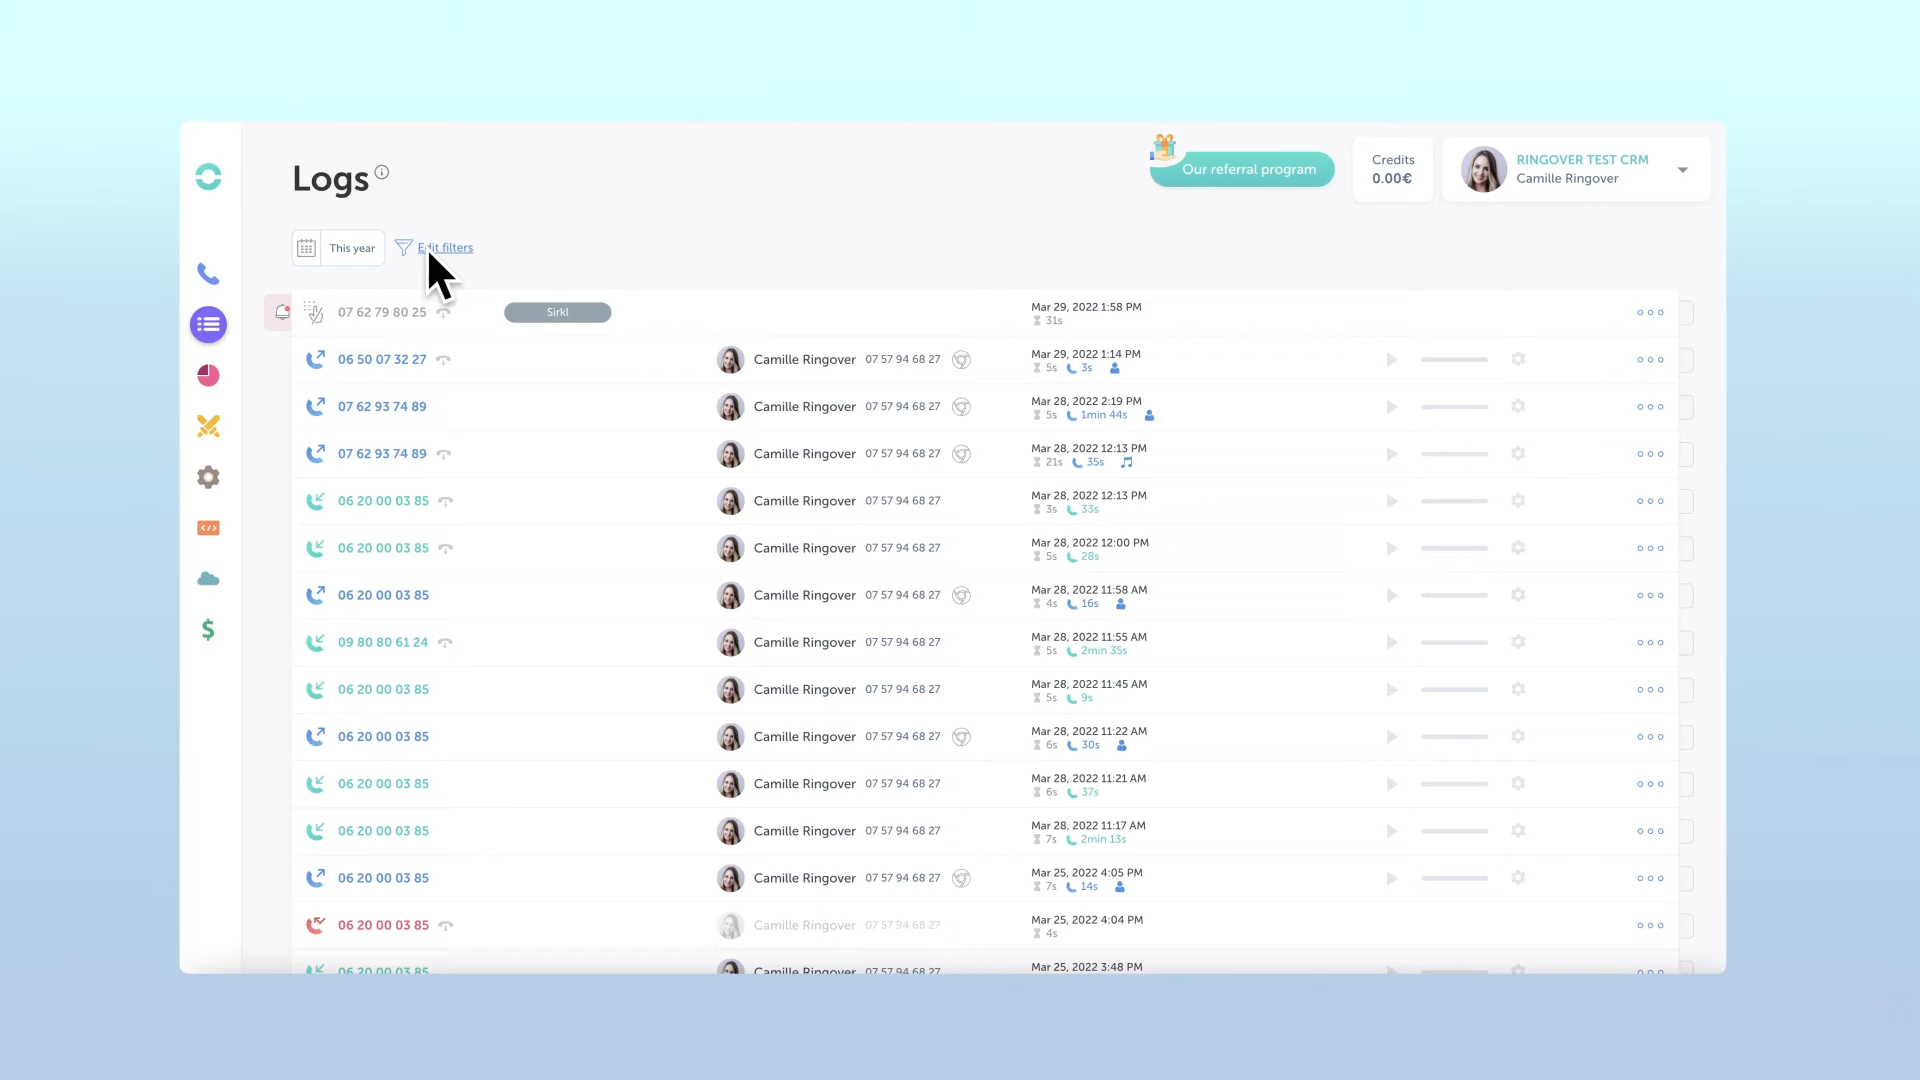 Logs
Our referral program
Credits
0.00€
RINGOVER TEST CRM
Camille Ringover
This year
Edit filters
07 62 79 80 25
Sirkl
Mar 29, 2022 1:58 PM
31s
06 50 07 32 27
Camille Ringover 07 57 94 68 27
Mar 29, 2022 1:14 PM
5s 3s
07 62 93 74 89
Camille Ringover 07 57 94 68 27
Mar 28, 2022 2:19 PM
5s 1min 44s
07 62 93 74 89
Camille Ringover 07 57 94 68 27
Mar 28, 2022 12:13 PM
21s 35s
06 20 00 03 85
Camille Ringover 07 57 94 68 27
Mar 28, 2022 12:13 PM
3s 33s
06 20 00 03 85
Camille Ringover 07 57 94 68 27
Mar 28, 2022 12:00 PM
5s 28s
06 20 00 03 85
Camille Ringover 07 57 94 68 27
Mar 28, 2022 11:58 AM
4s 16s
09 80 80 61 24
Camille Ringover 07 57 94 68 27
Mar 28, 2022 11:55 AM
5s 2min 35s
06 20 00 03 85
Camille Ringover 07 57 94 68 27
Mar 28, 2022 11:45 AM
5s 9s
06 20 00 03 85
Camille Ringover 07 57 94 68 27
Mar 28, 2022 11:22 AM
6s 30s
06 20 00 03 85
Camille Ringover 07 57 94 68 27
Mar 28, 2022 11:21 AM
6s 37s
06 20 00 03 85
Camille Ringover 07 57 94 68 27
Mar 28, 2022 11:17 AM
7s 2min 13s
06 20 00 03 85
Camille Ringover 07 57 94 68 27
Mar 25, 2022 4:05 PM
7s 14s
06 20 00 03 85
Camille Ringover 07 57 94 68 27
Mar 25, 2022 4:04 PM
4s
06 20 00 03 85
Camille Ringover 07 57 94 68 27
Mar 25, 2022 3:48 PM